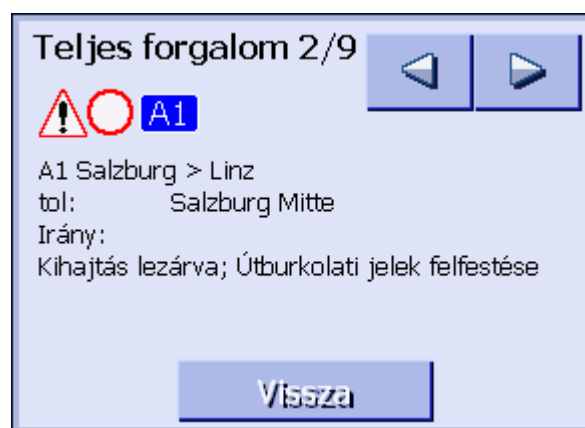 Teljes forgalom 2/9
A1
A1 Salzburg > Linz
tol: Salzburg Mitte
Irány:
Kihajtás lezárva; Útburkolati jelek felfestése
Vissza